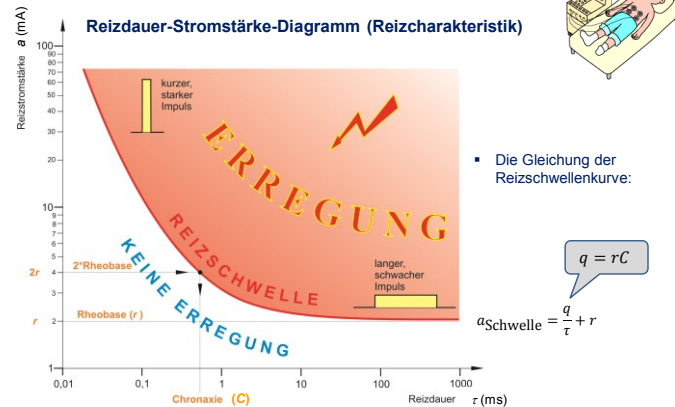 Reizdauer-Stromstärke-Diagramm (Reizcharakteristik)
Reizstromstärke a (mA)
100
90
80
70
60
50
40
30
20
10
9
8
7
6
5
4
3
2
1
kurzer,
starker
Impuls
ERREGUNG
REIZSCHWELLE
KEINE ERREGUNG
langer,
schwacher
Impuls
2r
2*Rheobase
r
Rheobase (r)
0,01
0,1
1
10
100
1000
Chronaxie (C)
Reizdauer τ (ms)
▪ Die Gleichung der
Reizschwellenkurve:
q = rC
a_Schwelle = q/τ + r